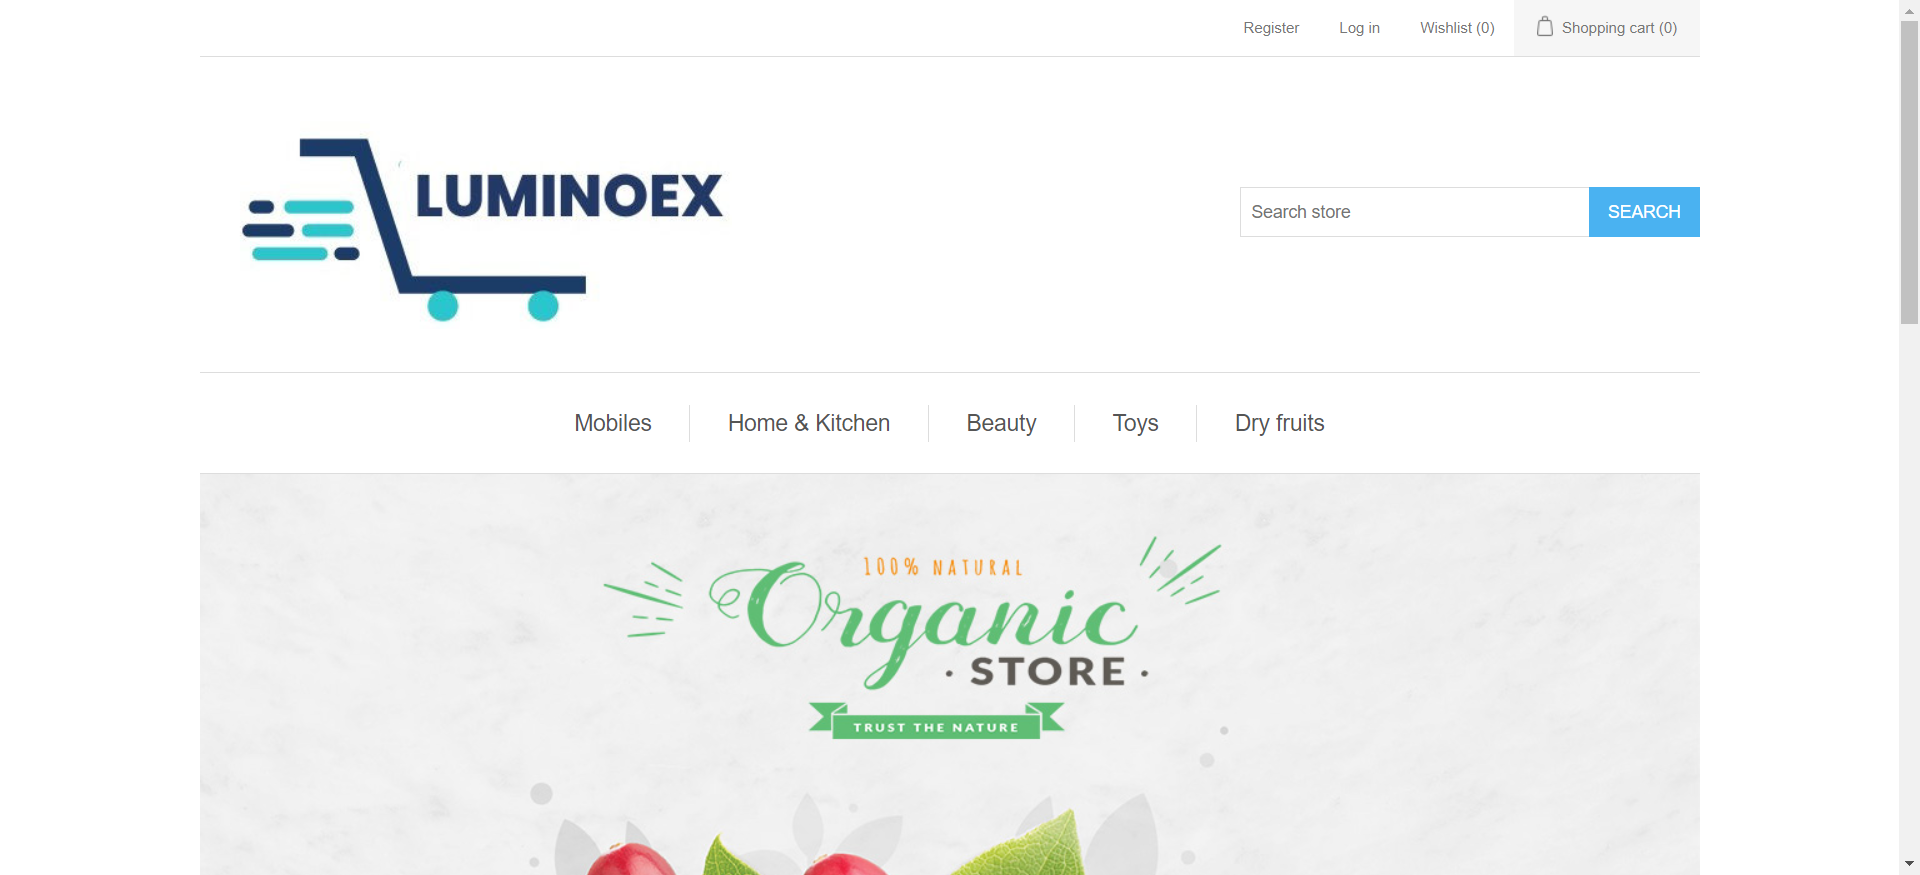 Register Log in Wishlist (0) Shopping cart (0)
LUMINOEX
Search store SEARCH
Mobiles Home & Kitchen Beauty Toys Dry fruits
100% NATURAL
Organic
· STORE ·
TRUST THE NATURE